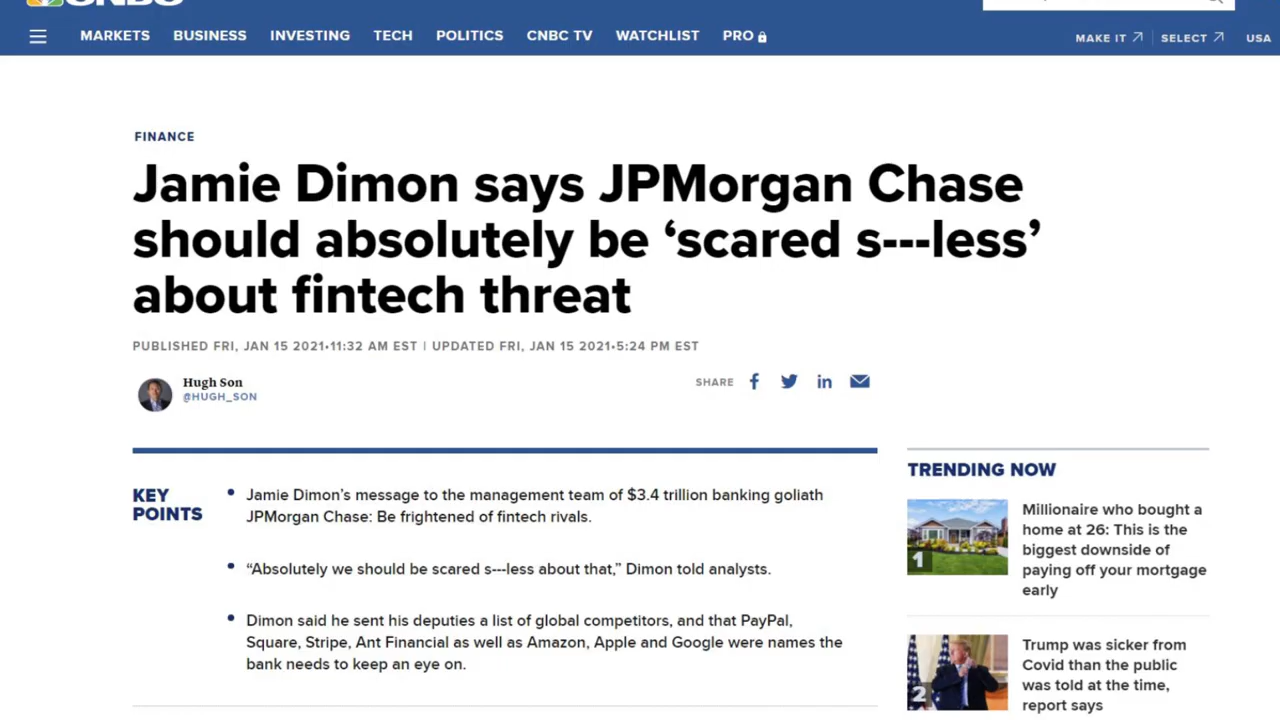 MARKETS BUSINESS INVESTING TECH POLITICS CNBC TV WATCHLIST PRO
MAKE IT SELECT USA
FINANCE
Jamie Dimon says JPMorgan Chase
should absolutely be ‘scared s---less’
about fintech threat
PUBLISHED FRI, JAN 15 2021•11:32 AM EST | UPDATED FRI, JAN 15 2021•5:24 PM EST
Hugh Son
@HUGH_SON
SHARE
KEY
POINTS
Jamie Dimon’s message to the management team of $3.4 trillion banking goliath
JPMorgan Chase: Be frightened of fintech rivals.
“Absolutely we should be scared s---less about that,” Dimon told analysts.
Dimon said he sent his deputies a list of global competitors, and that PayPal,
Square, Stripe, Ant Financial as well as Amazon, Apple and Google were names the
bank needs to keep an eye on.
TRENDING NOW
1
Millionaire who bought a
home at 26: This is the
biggest downside of
paying off your mortgage
early
2
Trump was sicker from
Covid than the public
was told at the time,
report says